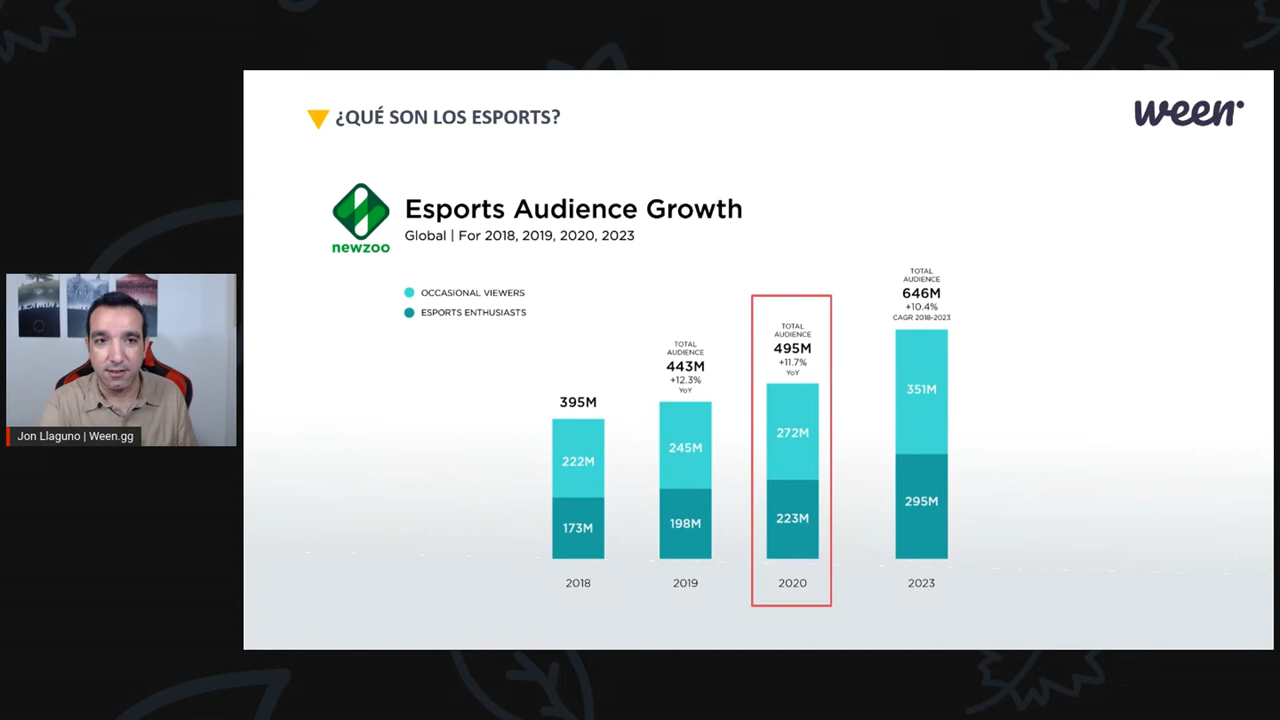 ¿QUÉ SON LOS ESPORTS?
ween
newzoo
Esports Audience Growth
Global | For 2018, 2019, 2020, 2023
OCCASIONAL VIEWERS
ESPORTS ENTHUSIASTS
395M
222M
173M
2018
TOTAL
AUDIENCE
443M
+12.3%
YoY
245M
198M
2019
TOTAL
AUDIENCE
495M
+11.7%
YoY
272M
223M
2020
TOTAL
AUDIENCE
646M
+10.4%
CAGR 2018-2023
351M
295M
2023
Jon Llaguno | Ween.gg